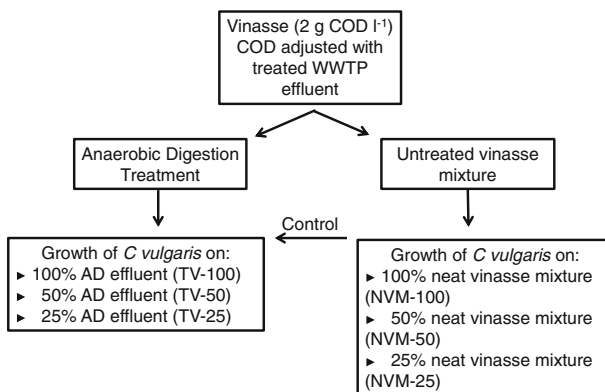 Vinasse (2 g COD l-1)
COD adjusted with
treated WWTP
effluent
Anaerobic Digestion
Treatment
Untreated vinasse
mixture
Control
Growth of C vulgaris on:
► 100% AD effluent (TV-100)
► 50% AD effluent (TV-50)
► 25% AD effluent (TV-25)
Growth of C vulgaris on:
► 100% neat vinasse mixture
(NVM-100)
► 50% neat vinasse mixture
(NVM-50)
► 25% neat vinasse mixture
(NVM-25)